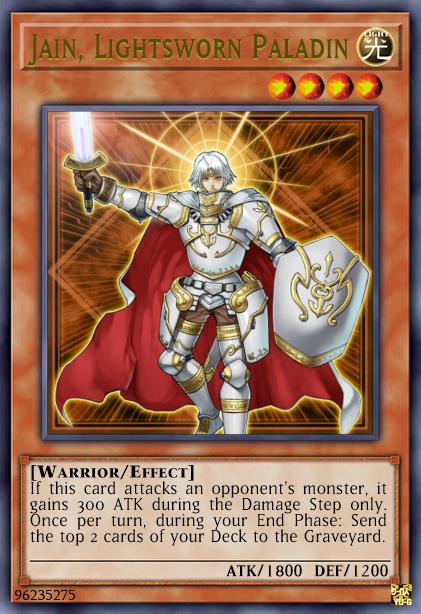 Jain, Lightsworn Paladin
LIGHT
光
[Warrior/Effect]
If this card attacks an opponent's monster, it
gains 300 ATK during the Damage Step only.
Once per turn, during your End Phase: Send
the top 2 cards of your Deck to the Graveyard.
ATK/1800 DEF/1200
96235275